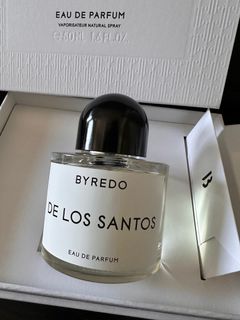 EAU DE PARFUM
VAPORISATEUR NATURAL SPRAY
BYREDO
DE LOS SANTOS
EAU DE PARFUM
B